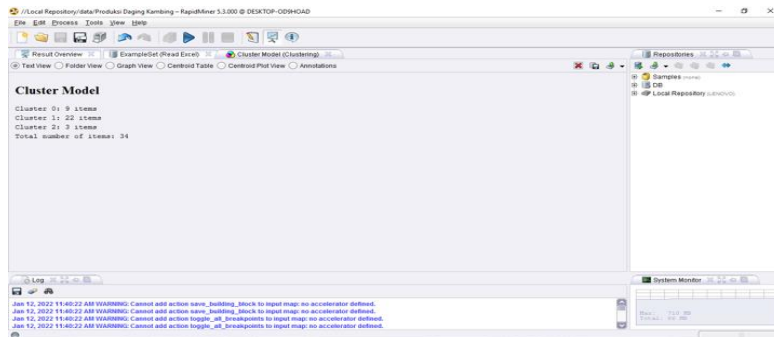 //Local Repository/data/Produksi Daging Kambing – RapidMiner 5.3.000 @ DESKTOP-OD9HOAD
File Edit Process Tools View Help
Result Overview ExampleSet (Read Excel) Cluster Model (Clustering)
Text View Folder View Graph View Centroid Table Centroid Plot View Annotations
Cluster Model
Cluster 0: 9 items
Cluster 1: 22 items
Cluster 2: 3 items
Total number of items: 34
Repositories
Samples (none)
DB
Local Repository (LENOVO)
Log
Jan 12, 2022 11:40:22 AM WARNING: Cannot add action save_building_block to input map: no accelerator defined.
Jan 12, 2022 11:40:22 AM WARNING: Cannot add action save_building_block to input map: no accelerator defined.
Jan 12, 2022 11:40:22 AM WARNING: Cannot add action toggle_all_breakpoints to input map: no accelerator defined.
Jan 12, 2022 11:40:22 AM WARNING: Cannot add action toggle_all_breakpoints to input map: no accelerator defined.
System Monitor
Max: 710 MB
Total: MB